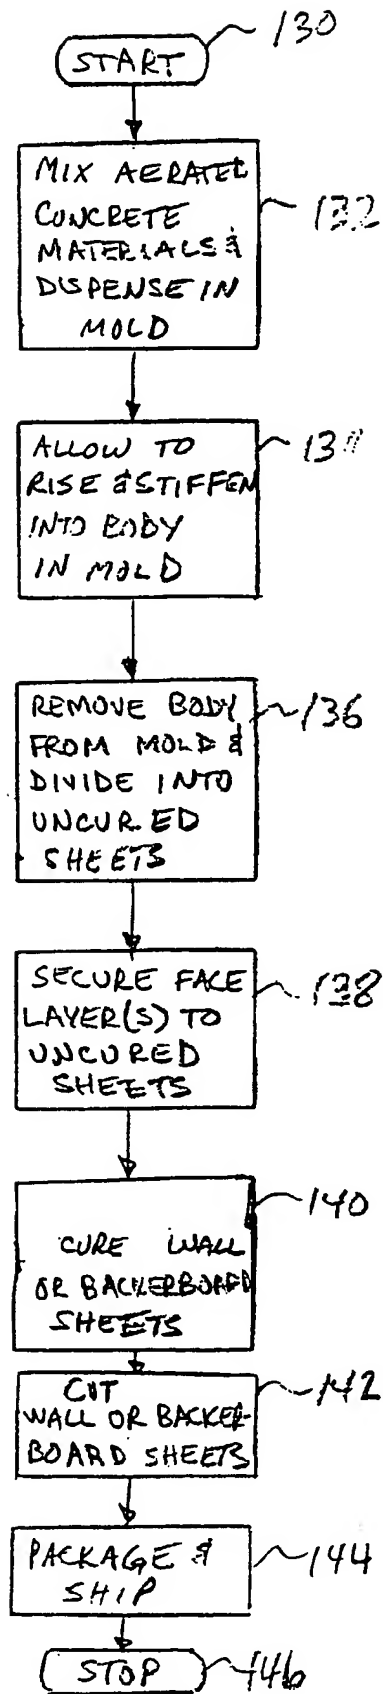 130
START
MIX AERATED
CONCRETE
MATERIALS &
DISPENSE IN
MOLD
132
ALLOW TO
RISE & STIFFEN
INTO BODY
IN MOLD
REMOVE BODY
FROM MOLD &
DIVIDE INTO
UNCURED
SHEETS
136
SECURE FACE
LAYER(S) TO
UNCURED
SHEETS
138
140
CURE WALL
OR BACKERBOARD
SHEETS
CUT
WALL OR BACKER-
BOARD SHEETS
142
PACKAGE &
SHIP
144
STOP
146